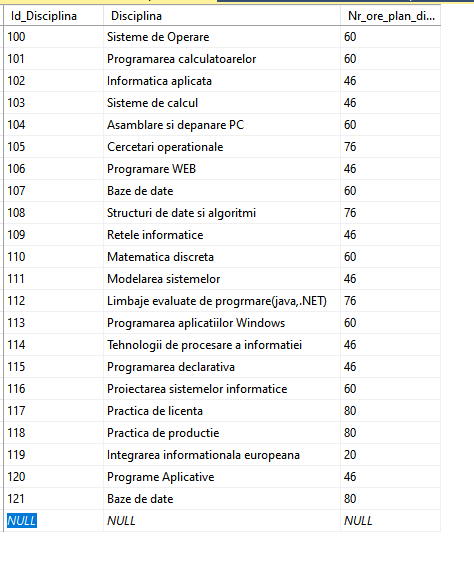 Id_Disciplina Disciplina Nr_ore_plan_di...
100 Sisteme de Operare 60
101 Programarea calculatoarelor 60
102 Informatica aplicata 46
103 Sisteme de calcul 46
104 Asamblare si depanare PC 60
105 Cercetari operationale 76
106 Programare WEB 46
107 Baze de date 60
108 Structuri de date si algoritmi 76
109 Retele informatice 46
110 Matematica discreta 60
111 Modelarea sistemelor 46
112 Limbaje evaluate de progrmare(java,.NET) 76
113 Programarea aplicatiilor Windows 60
114 Tehnologii de procesare a informatiei 46
115 Programarea declarativa 46
116 Proiectarea sistemelor informatice 60
117 Practica de licenta 80
118 Practica de productie 80
119 Integrarea informationala europeana 20
120 Programe Aplicative 46
121 Baze de date 80
NULL NULL NULL